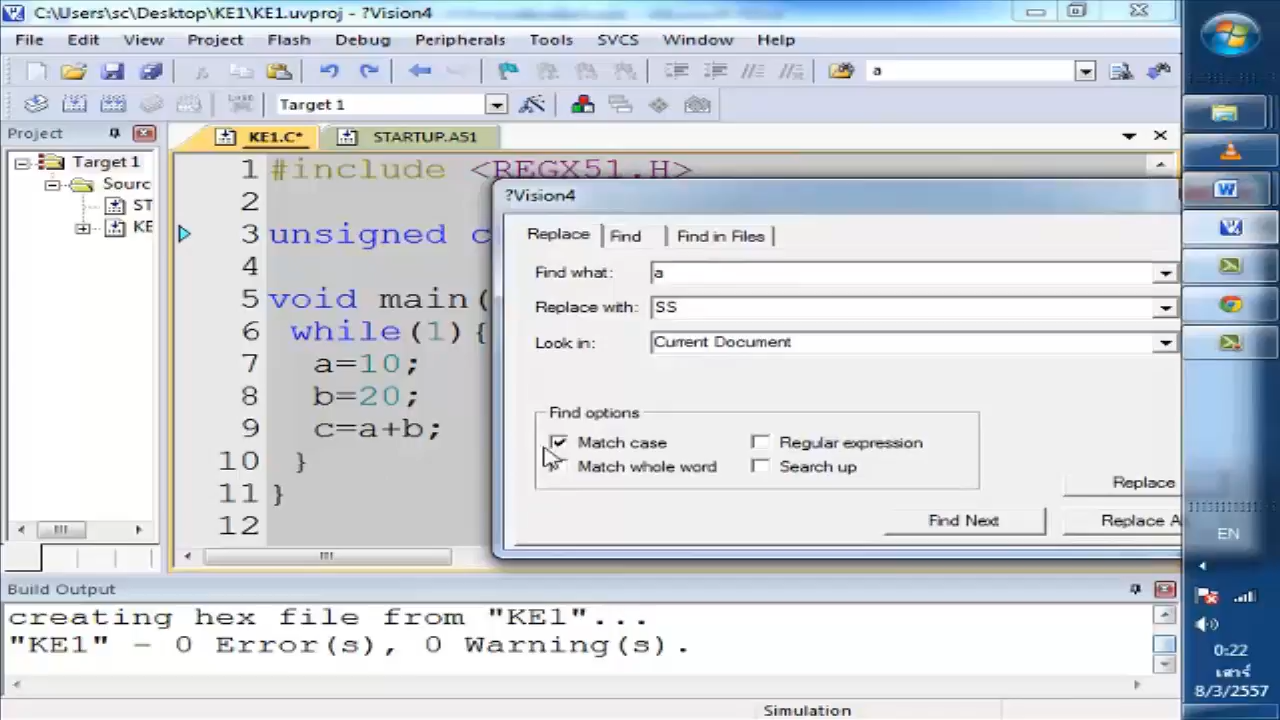 C:\Users\sc\Desktop\KE1\KE1.uvproj - ?Vision4
File Edit View Project Flash Debug Peripherals Tools SVCS Window Help
a
Target 1
Project
KE1.C* STARTUP.A51
Target 1
Sourc
ST
KE
1 #include <REGX51.H>
2
3 unsigned c
4
5 void main(
6 while(1){
7 a=10;
8 b=20;
9 c=a+b;
10 }
11 }
12
?Vision4
Replace Find Find in Files
Find what: a
Replace with: SS
Look in: Current Document
Find options
Match case Regular expression
Match whole word Search up
Replace
Find Next Replace A
Build Output
creating hex file from "KE1"...
"KE1" - 0 Error(s), 0 Warning(s).
Simulation
EN
0:22
เสาร์
8/3/2557